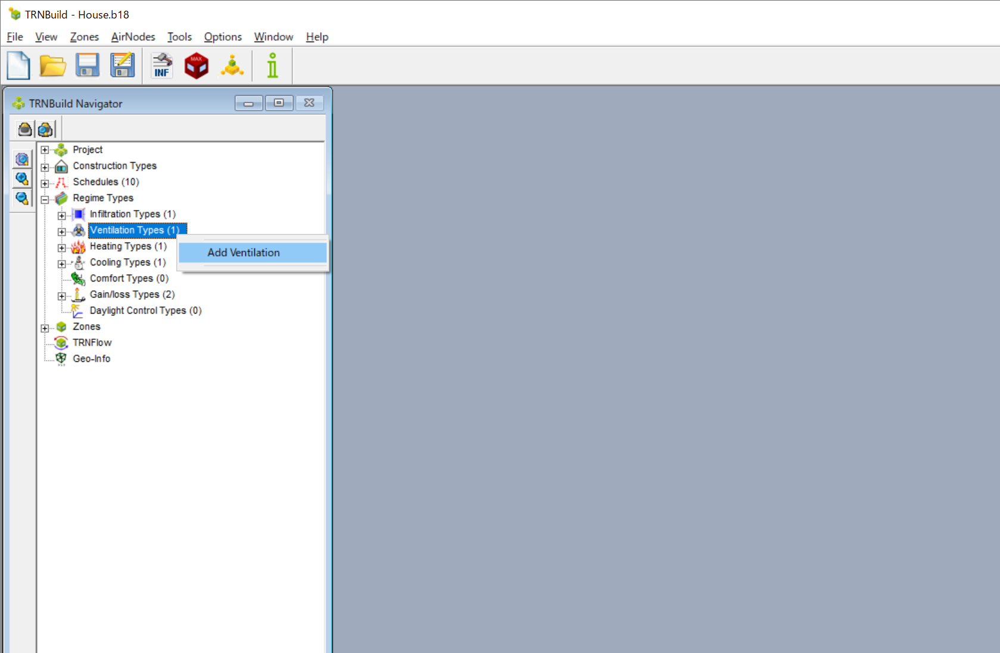 TRNBuild - House.b18
File View Zones AirNodes Tools Options Window Help
INF MAX
TRNBuild Navigator
Project
Construction Types
Schedules (10)
Regime Types
Infiltration Types (1)
Ventilation Types (1)
Heating Types (1)
Add Ventilation
Cooling Types (1)
Comfort Types (0)
Gain/loss Types (2)
Daylight Control Types (0)
Zones
TRNFlow
Geo-Info